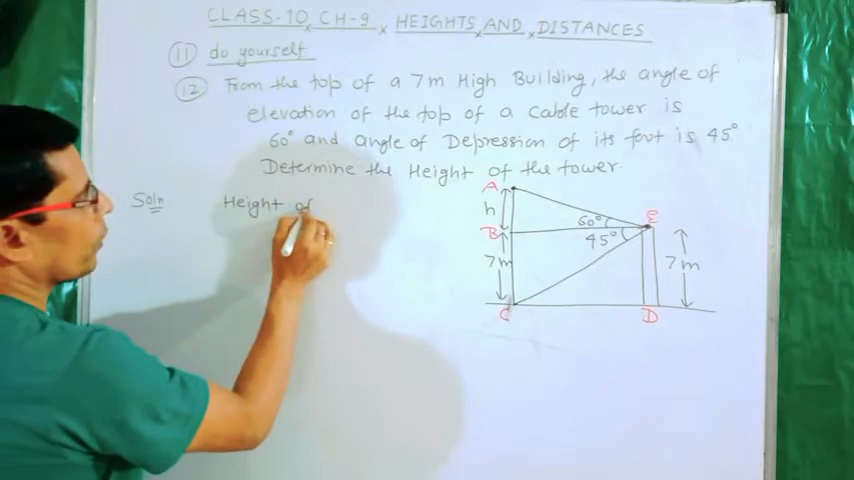 CLASS-10 x CH-9 x HEIGHTS x AND x DISTANCES
11 do yourself
12 From the top of a 7m High Building, the angle of
elevation of the top of a cable tower is
60° and angle of Depression of its foot is 45°
Determine the Height of the tower.
Soln Height of
A
h
B
60°
E
45°
7m
7m
C
D